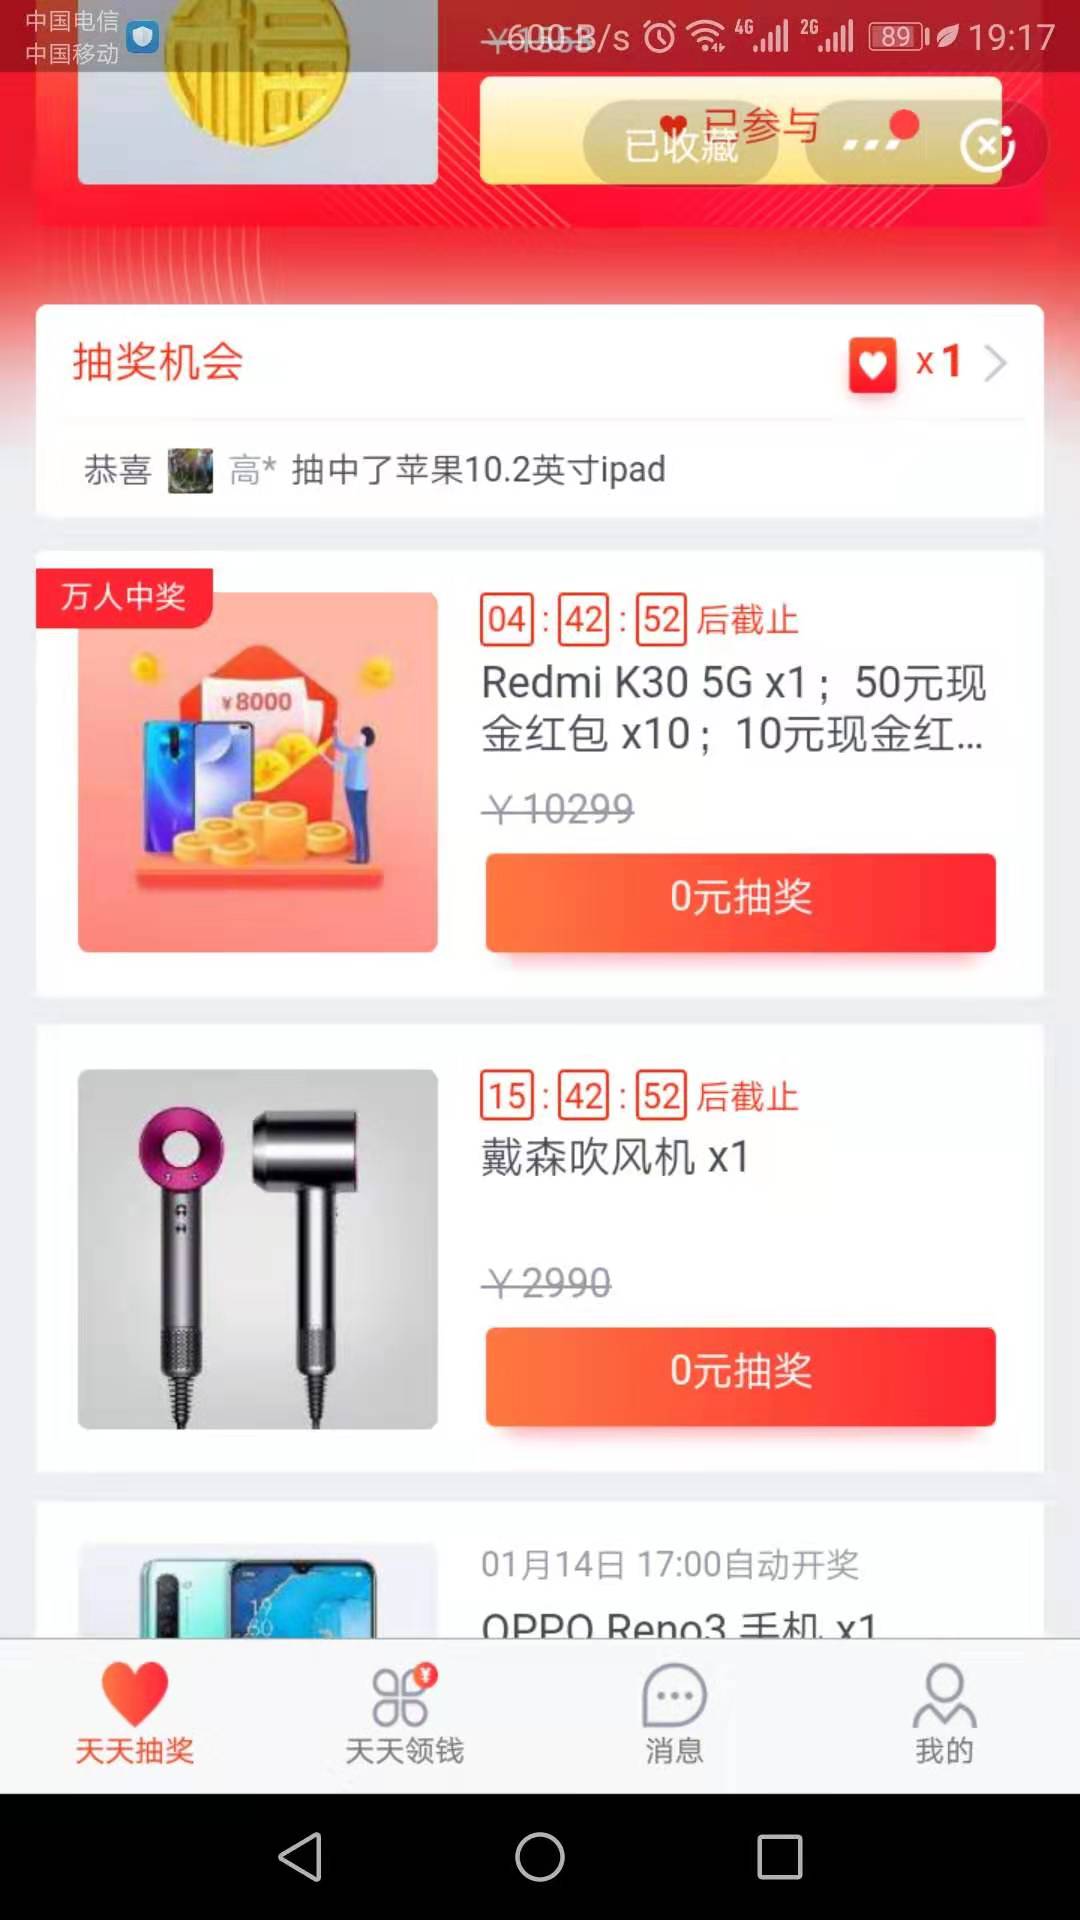 中国电信
中国移动
600 B/s 4G 2G 89 19:17
已参与
已收藏
抽奖机会
x 1
恭喜 高* 抽中了苹果10.2英寸ipad
万人中奖
¥8000
04 : 42 : 52 后截止
Redmi K30 5G x1；50元现
金红包 x10；10元现金红...
￥10299
0元抽奖
15 : 42 : 52 后截止
戴森吹风机 x1
￥2990
0元抽奖
01月14日 17:00自动开奖
OPPO Reno3 手机 x1
¥
天天抽奖
天天领钱
消息
我的